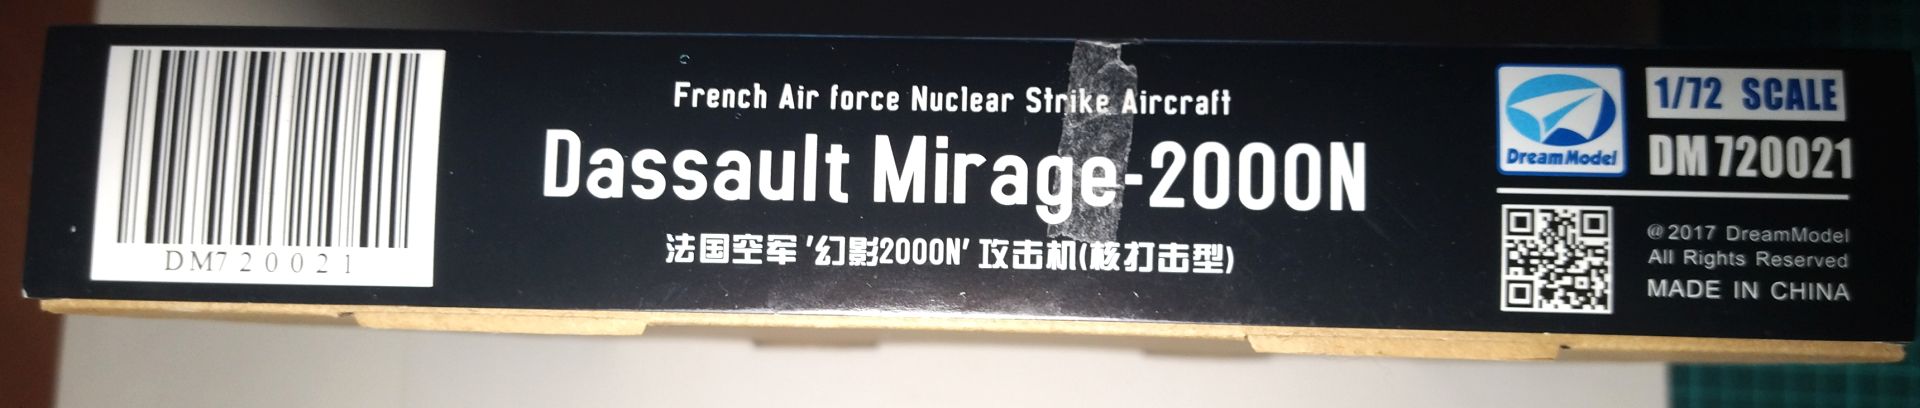 DM720021
French Air force Nuclear Strike Aircraft
Dassault Mirage-2000N
法国空军‘幻影2000N’攻击机(核打击型)
DreamModel
1/72 SCALE
DM 720021
@2017 DreamModel
All Rights Reserved
MADE IN CHINA